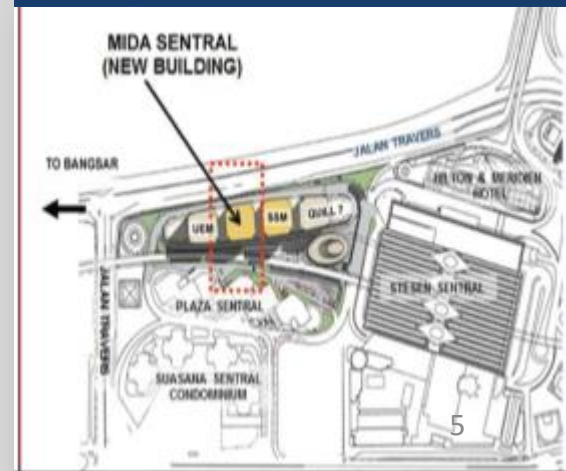 MIDA SENTRAL
(NEW BUILDING)
TO BANGSAR
JALAN TRAVERS
HILTON & MERIDIEN
HOTEL
UEM
SSM
QUILL 7
STESEN SENTRAL
PLAZA SENTRAL
JALAN TRAVERS
SUASANA SENTRAL
CONDOMINIUM
5